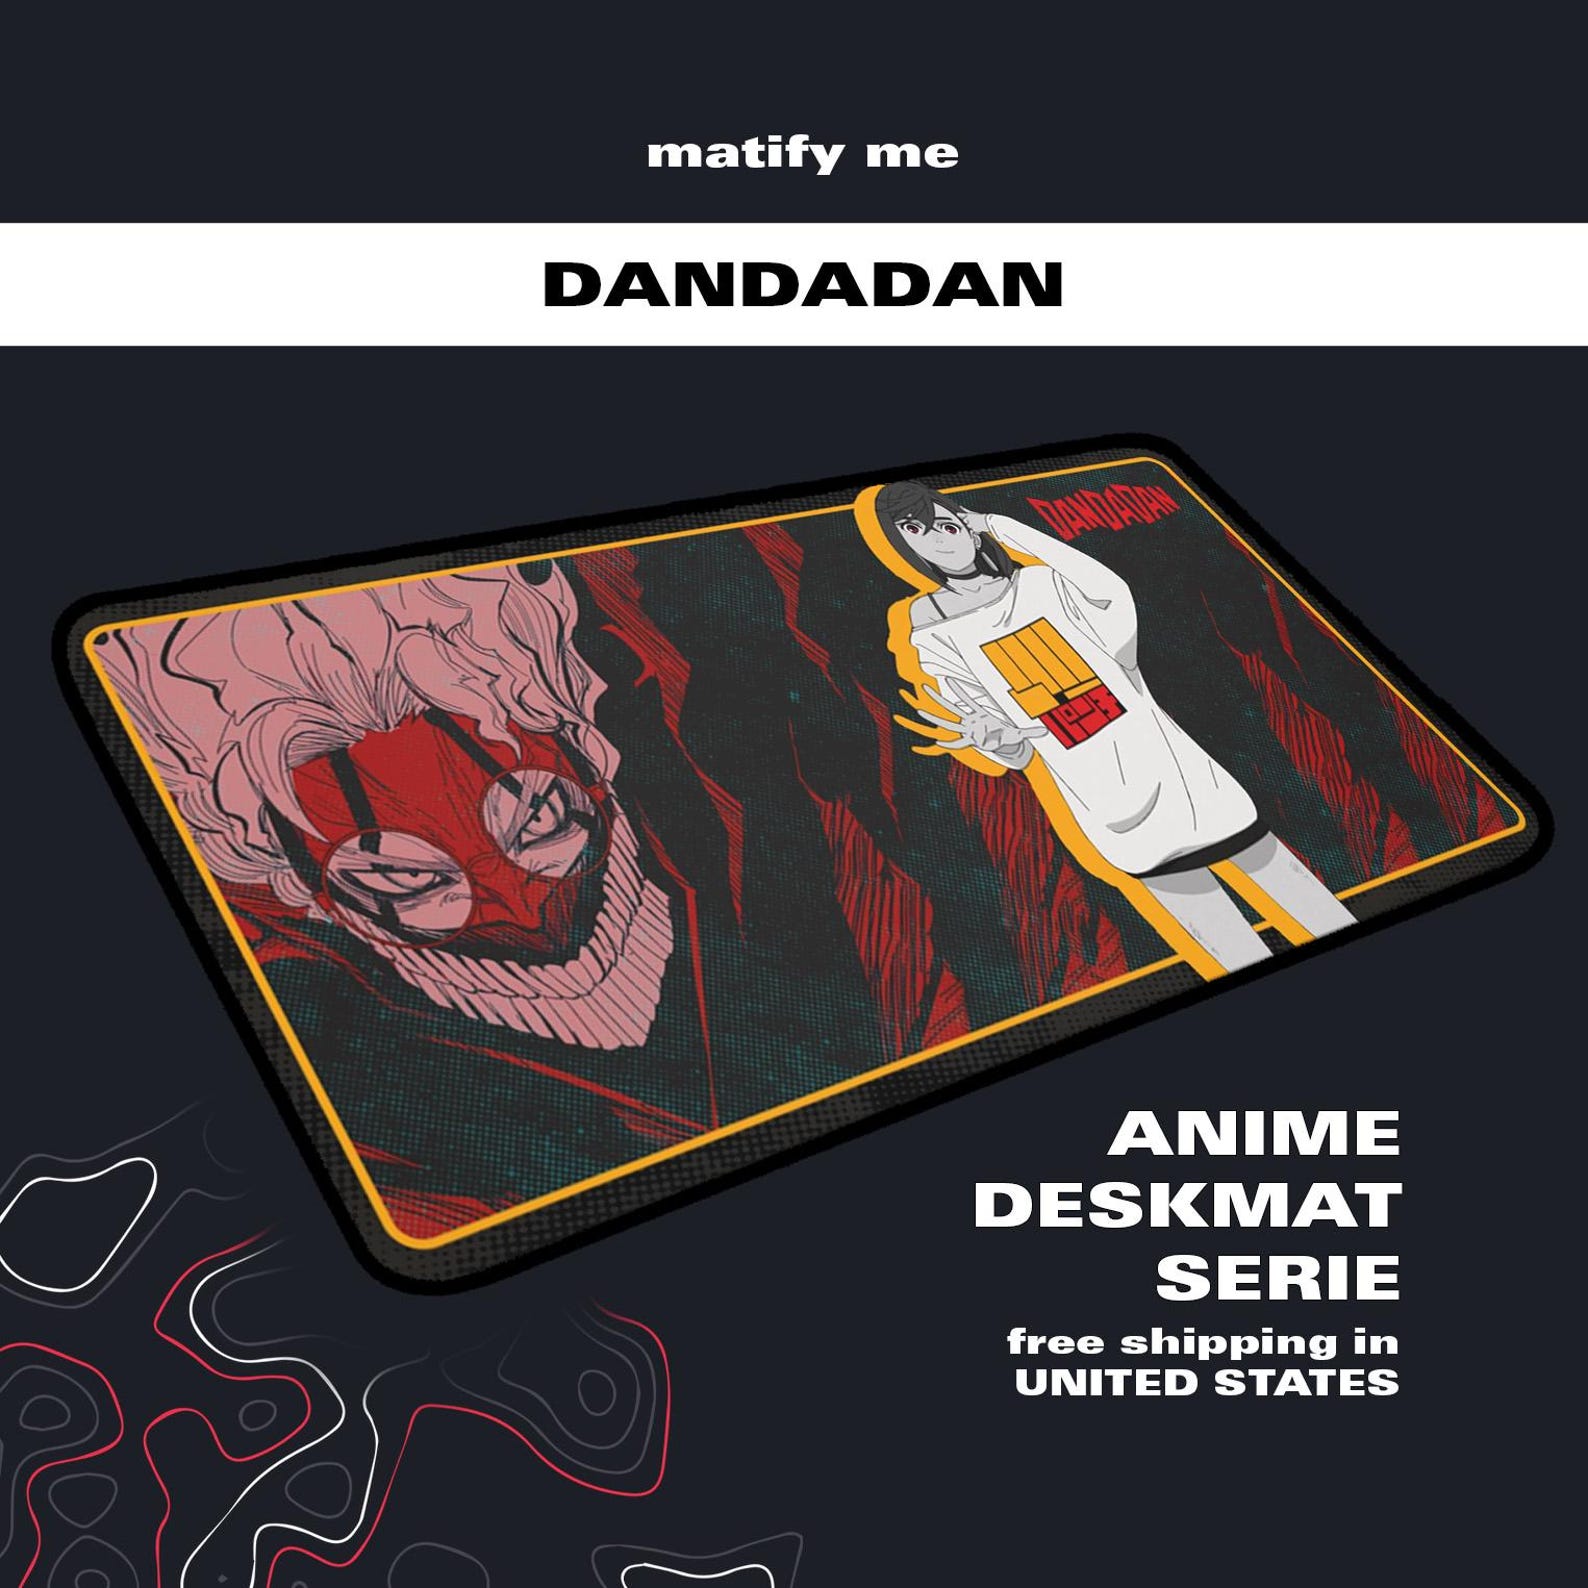 matify me
DANDADAN
DANDADAN
ANIME
DESKMAT
SERIE
free shipping in
UNITED STATES